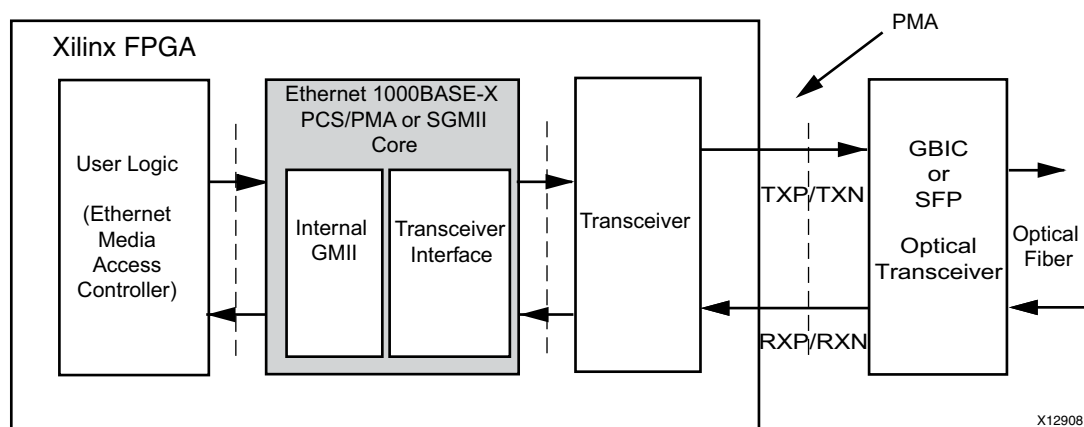 PMA
Xilinx FPGA
Ethernet 1000BASE-X
PCS/PMA or SGMII
Core
User Logic
(Ethernet
Media
Access
Controller)
Internal
GMII
Transceiver
Interface
Transceiver
TXP/TXN
RXP/RXN
GBIC
or
SFP
Optical
Transceiver
Optical
Fiber
X12908